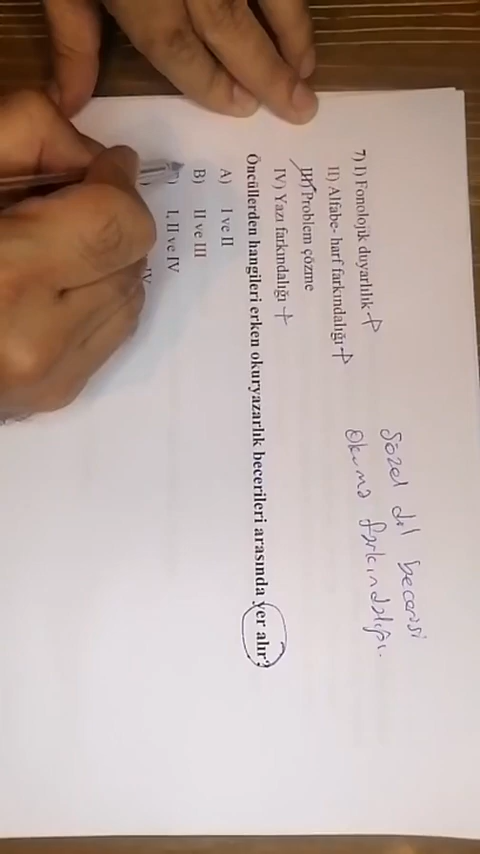 7) I) Fonolojik duyarlılık +
II) Alfabe- harf farkındalığı +
III) Problem çözme
IV) Yazı farkındalığı +
Öncüllerden hangileri erken okuryazarlık becerileri arasında yer alır?
A) I ve II
B) II ve III
I, II ve IV
IV
Sözel dil becerisi
Okuma farkındalığı.